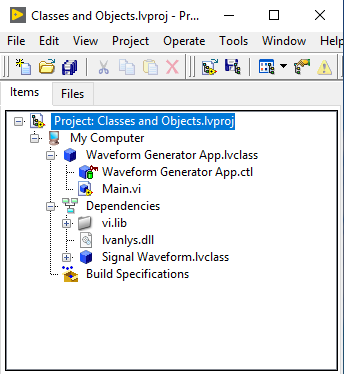 Classes and Objects.lvproj - Pr...
File Edit View Project Operate Tools Window
Items Files
Project: Classes and Objects.lvproj
My Computer
Waveform Generator App.lvclass
Waveform Generator App.ctl
Main.vi
Dependencies
vi.lib
lvanlys.dll
Signal Waveform.lvclass
Build Specifications